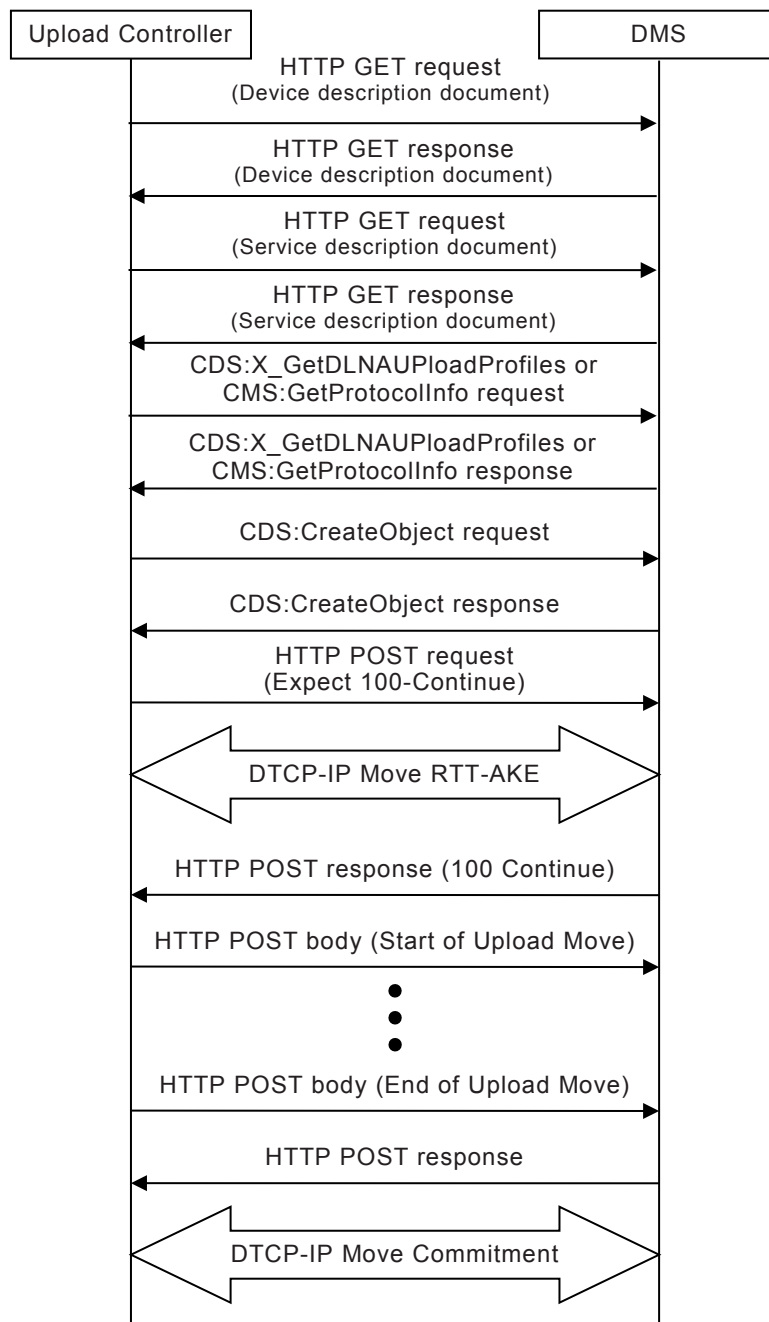 Upload Controller
DMS
HTTP GET request
(Device description document)
HTTP GET response
(Device description document)
HTTP GET request
(Service description document)
HTTP GET response
(Service description document)
CDS:X_GetDLNAUPloadProfiles or
CMS:GetProtocolInfo request
CDS:X_GetDLNAUPloadProfiles or
CMS:GetProtocolInfo response
CDS:CreateObject request
CDS:CreateObject response
HTTP POST request
(Expect 100-Continue)
DTCP-IP Move RTT-AKE
HTTP POST response (100 Continue)
HTTP POST body (Start of Upload Move)
HTTP POST body (End of Upload Move)
HTTP POST response
DTCP-IP Move Commitment